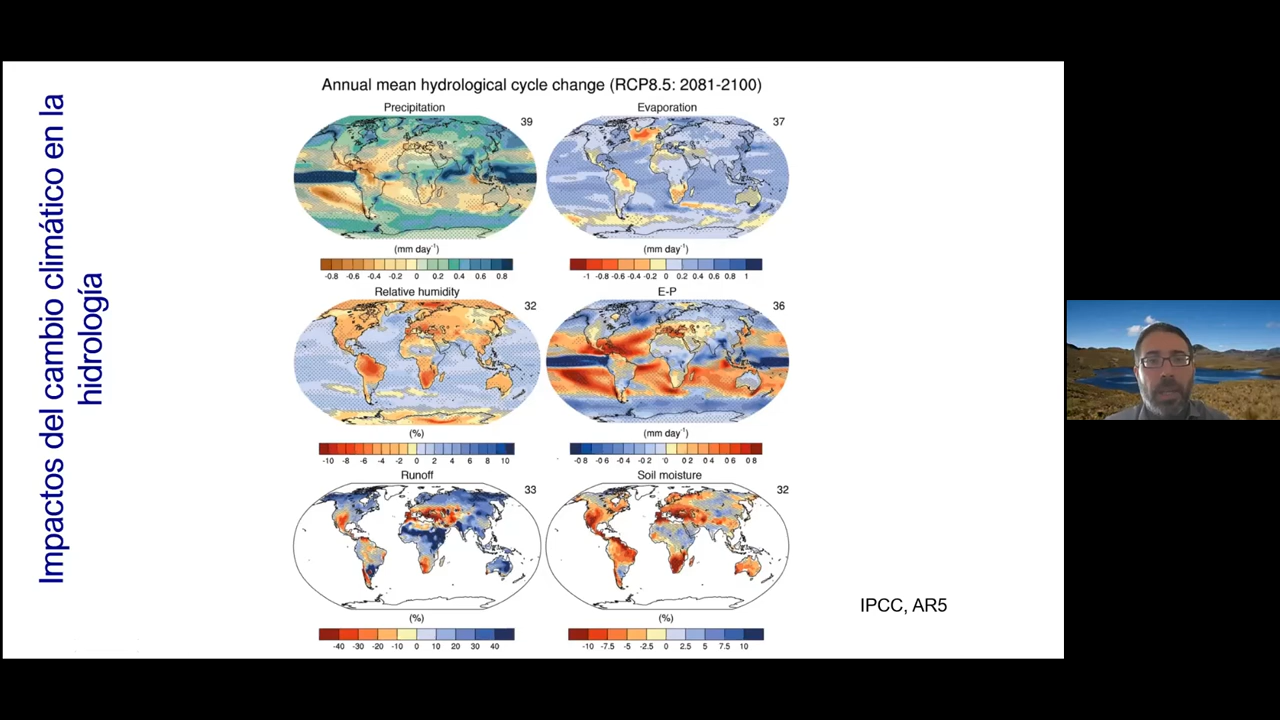 Impactos del cambio climático en la
hidrología
Annual mean hydrological cycle change (RCP8.5: 2081-2100)
Precipitation
39
(mm day-1)
-0.8 -0.6 -0.4 -0.2 0 0.2 0.4 0.6 0.8
Evaporation
37
(mm day-1)
-1 -0.8 -0.6 -0.4 -0.2 0 0.2 0.4 0.6 0.8 1
Relative humidity
32
(%)
-10 -8 -6 -4 -2 0 2 4 6 8 10
E-P
36
(mm day-1)
-0.8 -0.6 -0.4 -0.2 0 0.2 0.4 0.6 0.8
Runoff
33
(%)
-40 -30 -20 -10 0 10 20 30 40
Soil moisture
32
(%)
-10 -7.5 -5 -2.5 0 2.5 5 7.5 10
IPCC, AR5